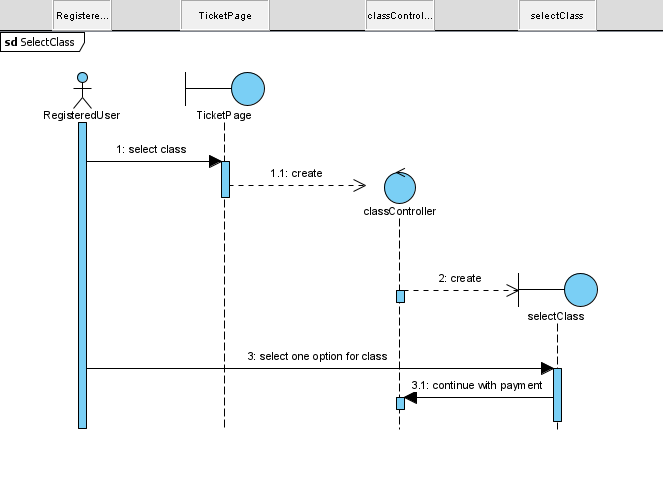 Registere...
TicketPage
classControl...
selectClass
sd SelectClass
RegisteredUser
TicketPage
1: select class
1.1: create
classController
2: create
selectClass
3: select one option for class
3.1: continue with payment